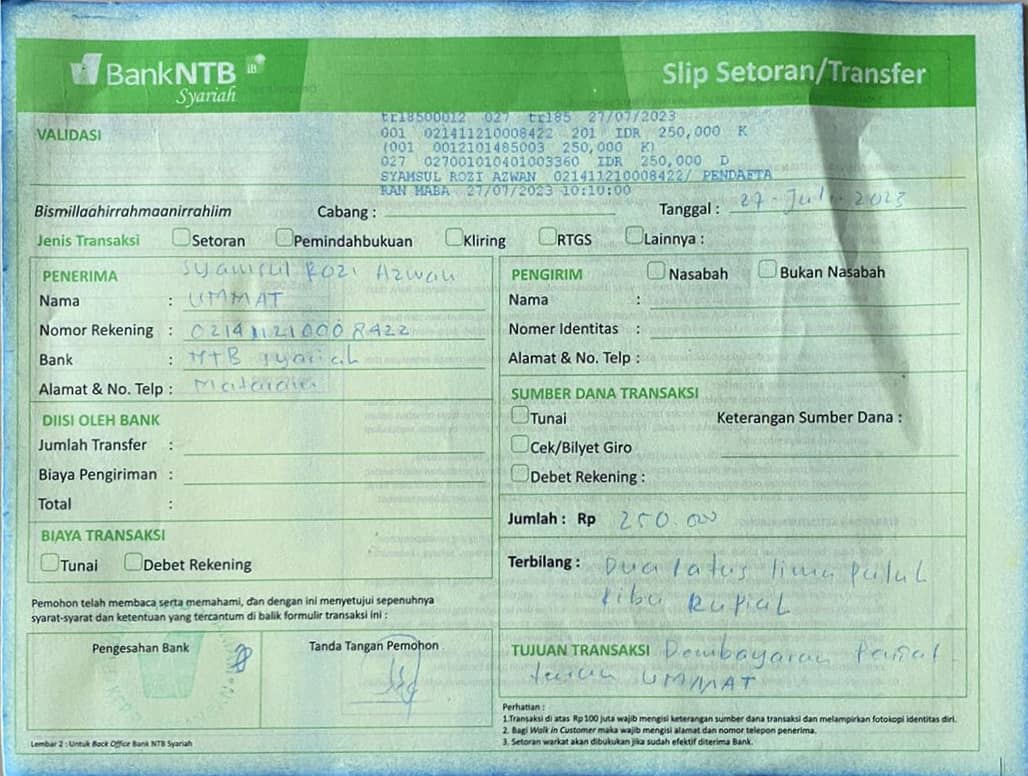 BankNTB iB
Syariah
Slip Setoran/Transfer
VALIDASI
tr18500012 027 tr185 27/07/2023
001 021411210008422 201 IDR 250,000 K
(001 0012101485003 250,000 K)
027 027001010401003360 IDR 250,000 D
SYAMSUL ROZI AZWAN 021411210008422/ PENDAFTA
RAN MABA 27/07/2023 10:10:00
Bismillaahirrahmaanirrahlim
Cabang :
Tanggal : 27-Juli-2023
Jenis Transaksi Setoran Pemindahbukuan Kliring RTGS Lainnya :
PENERIMA Syamsul Rozi Azwan
Nama : UMMAT
Nomor Rekening : 021411210008422
Bank : NTB Syariah
Alamat & No. Telp : Mataram
DIISI OLEH BANK
Jumlah Transfer :
Biaya Pengiriman :
Total :
BIAYA TRANSAKSI
Tunai Debet Rekening
Pemohon telah membaca serta memahami, dan dengan ini menyetujui sepenuhnya
syarat-syarat dan ketentuan yang tercantum di balik formulir transaksi ini :
Pengesahan Bank
Tanda Tangan Pemohon
Lembar 2 : Untuk Back Office Bank NTB Syariah
PENGIRIM Nasabah Bukan Nasabah
Nama :
Nomer Identitas :
Alamat & No. Telp :
SUMBER DANA TRANSAKSI
Tunai Keterangan Sumber Dana :
Cek/Bilyet Giro
Debet Rekening :
Jumlah : Rp 250.000
Terbilang : Dua ratus lima puluh
ribu Rupiah
TUJUAN TRANSAKSI Pembayaran
UMMAT
Perhatian :
1.Transaksi di atas Rp100 juta wajib mengisi keterangan sumber dana transaksi dan melampirkan fotokopi identitas diri.
2. Bagi Walk in Customer maka wajib mengisi alamat dan nomor telepon penerima.
3. Setoran warkat akan dibukukan jika sudah efektif diterima Bank.